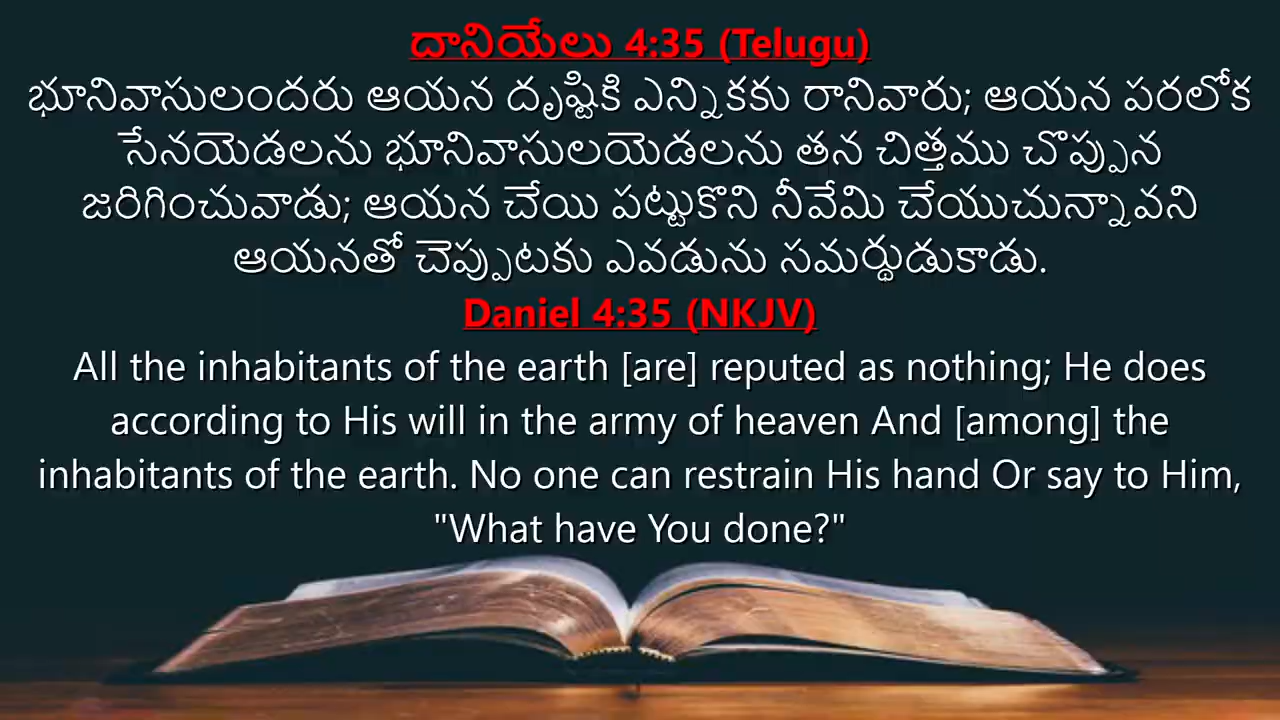 దానియేలు 4:35 (Telugu)
భూనివాసులందరు ఆయన దృష్టికి ఎన్నికకు రానివారు; ఆయన పరలోక
సేనయెడలను భూనివాసులయెడలను తన చిత్తము చొప్పున
జరిగించువాడు; ఆయన చేయి పట్టుకొని నీవేమి చేయుచున్నావని
ఆయనతో చెప్పుటకు ఎవడును సమర్థుడుకాడు.
Daniel 4:35 (NKJV)
All the inhabitants of the earth [are] reputed as nothing; He does
according to His will in the army of heaven And [among] the
inhabitants of the earth. No one can restrain His hand Or say to Him,
"What have You done?"